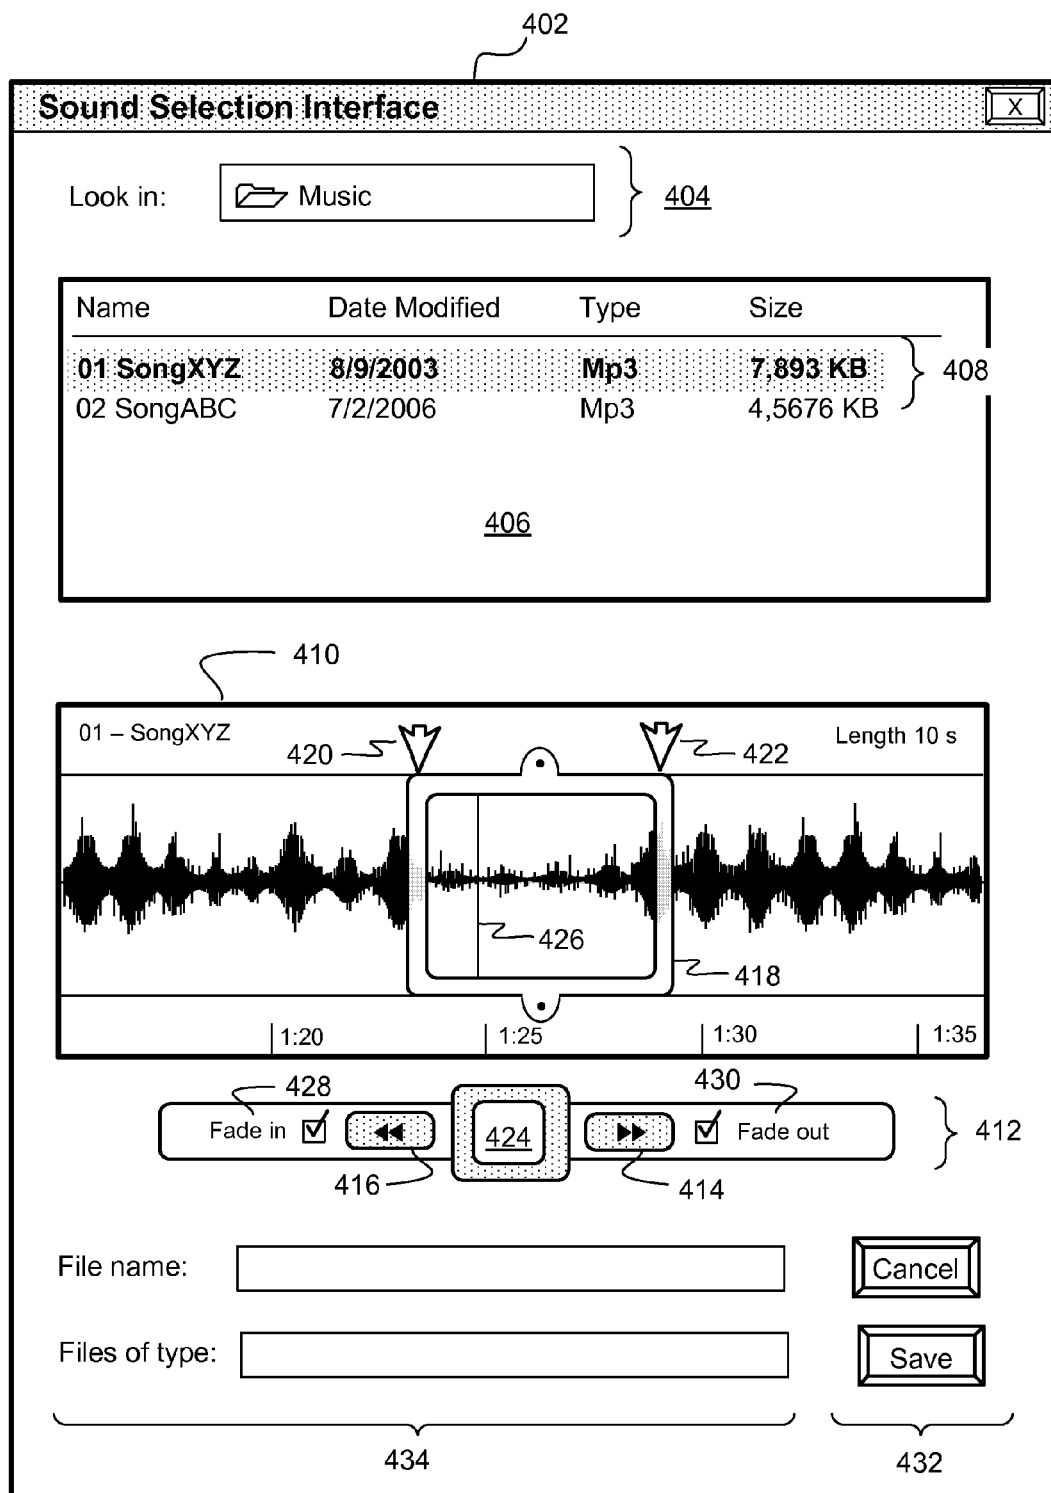 402
Sound Selection Interface X
Look in: Music 404
Name Date Modified Type Size
01 SongXYZ 8/9/2003 Mp3 7,893 KB 408
02 SongABC 7/2/2006 Mp3 4,5676 KB
406
410
01 – SongXYZ 420 422 Length 10 s
426
418
1:20 1:25 1:30 1:35
428 430
Fade in 424 Fade out 412
416 414
File name: Cancel
Files of type: Save
434 432